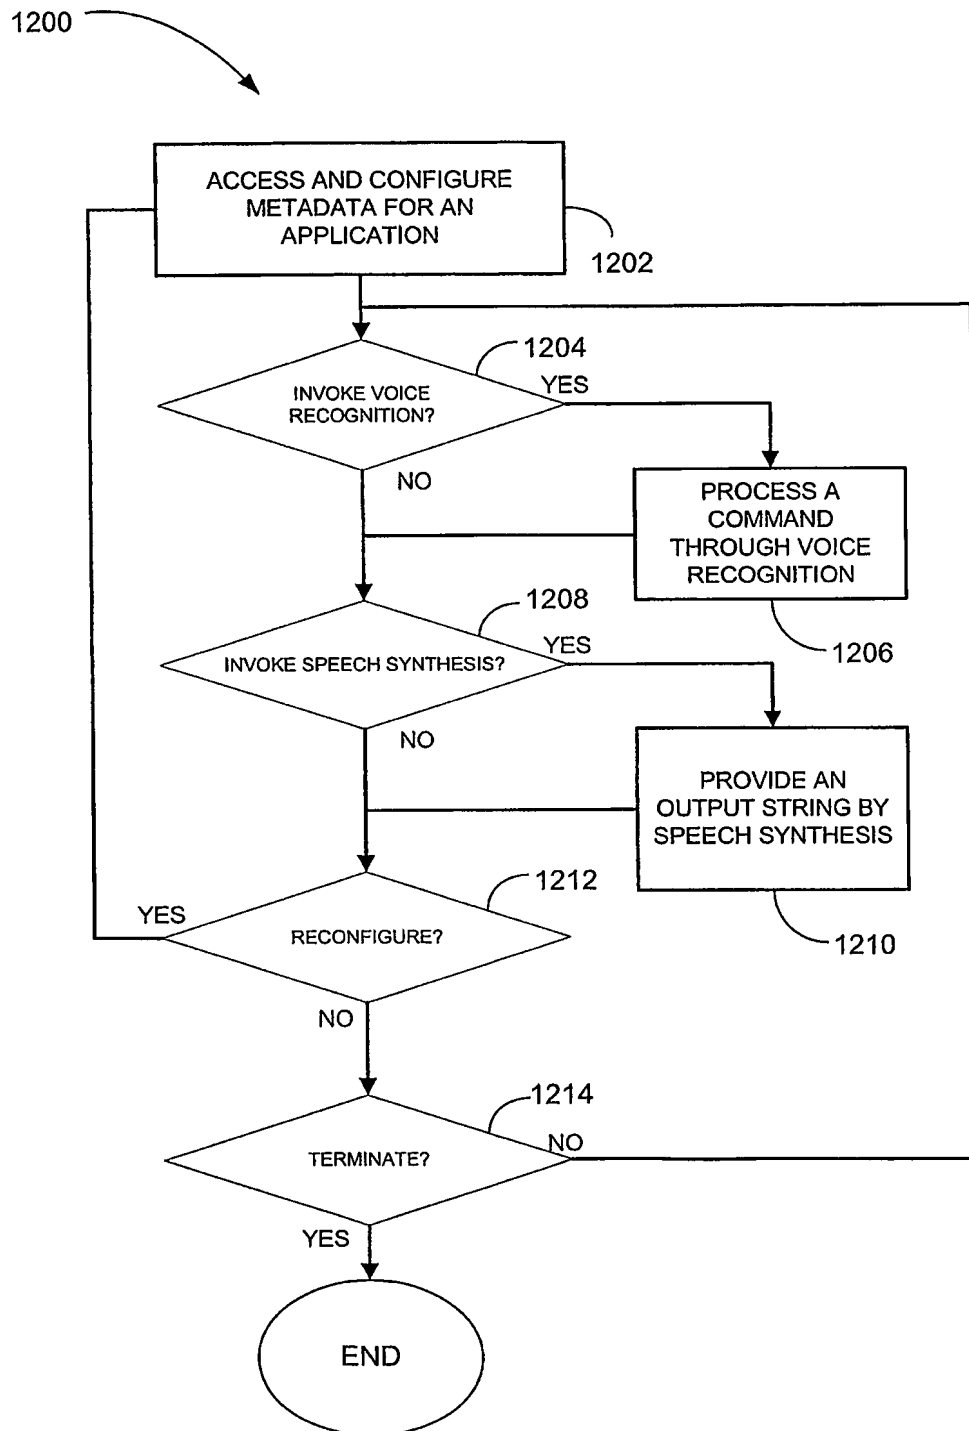 1200
ACCESS AND CONFIGURE
METADATA FOR AN
APPLICATION
1202
1204
INVOKE VOICE
RECOGNITION?
YES
NO
PROCESS A
COMMAND
THROUGH VOICE
RECOGNITION
1206
1208
INVOKE SPEECH SYNTHESIS?
YES
NO
PROVIDE AN
OUTPUT STRING BY
SPEECH SYNTHESIS
1210
1212
YES
RECONFIGURE?
NO
1214
TERMINATE?
NO
YES
END